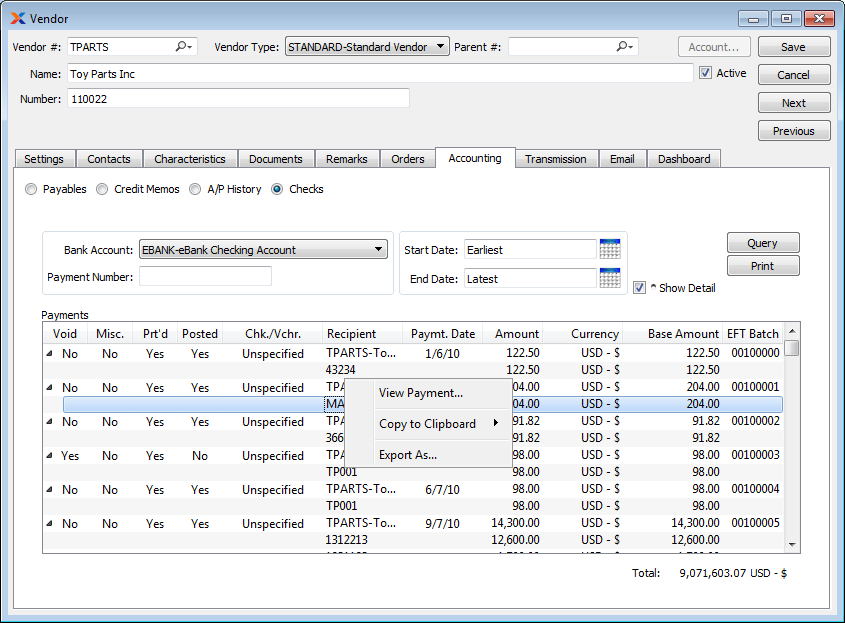 Vendor
Vendor #: TPARTS Vendor Type: STANDARD-Standard Vendor Parent #: Account... Save
Name: Toy Parts Inc Active Cancel
Number: 110022 Next
Previous
Settings Contacts Characteristics Documents Remarks Orders Accounting Transmission Email Dashboard
Payables Credit Memos A/P History Checks
Bank Account: EBANK-eBank Checking Account Start Date: Earliest Query
Payment Number: End Date: Latest Print
^ Show Detail
Payments
Void Misc. Prt'd Posted Chk./Vchr. Recipient Paymt. Date Amount Currency Base Amount EFT Batch
No No Yes Yes Unspecified TPARTS-To... 1/6/10 122.50 USD - $ 122.50 00100000
43234 122.50 USD - $ 122.50
No No Yes Yes Unspecified TPA 04.00 USD - $ 204.00 00100001
MA 04.00 USD - $ 204.00
No No Yes Yes Unspecified TPA 91.82 USD - $ 91.82 00100002
366 91.82 USD - $ 91.82
Yes No Yes No Unspecified TPA 98.00 USD - $ 98.00 00100003
TP001 98.00 USD - $ 98.00
No No Yes Yes Unspecified TPARTS-To... 6/7/10 98.00 USD - $ 98.00 00100004
TP001 98.00 USD - $ 98.00
No No Yes Yes Unspecified TPARTS-To... 9/7/10 14,300.00 USD - $ 14,300.00 00100005
1312213 12,600.00 USD - $ 12,600.00
View Payment...
Copy to Clipboard
Export As...
Total: 9,071,603.07 USD - $